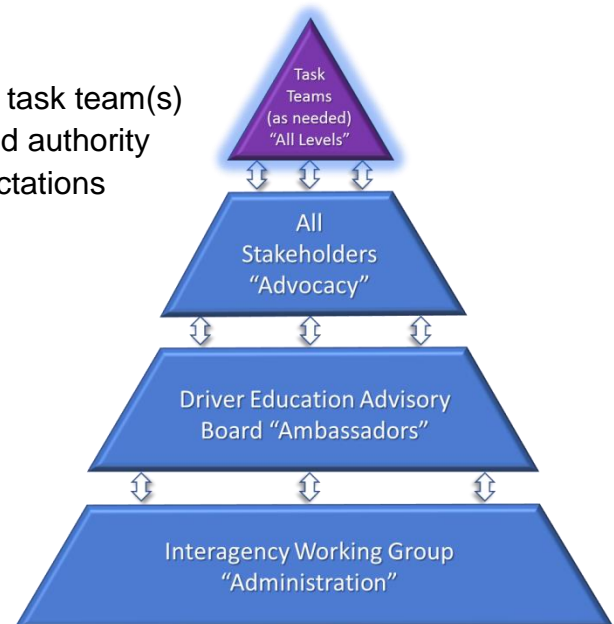 task team(s)
d authority
ctations
Task
Teams
(as needed)
"All Levels"
All
Stakeholders
"Advocacy"
Driver Education Advisory
Board "Ambassadors"
Interagency Working Group
"Administration"